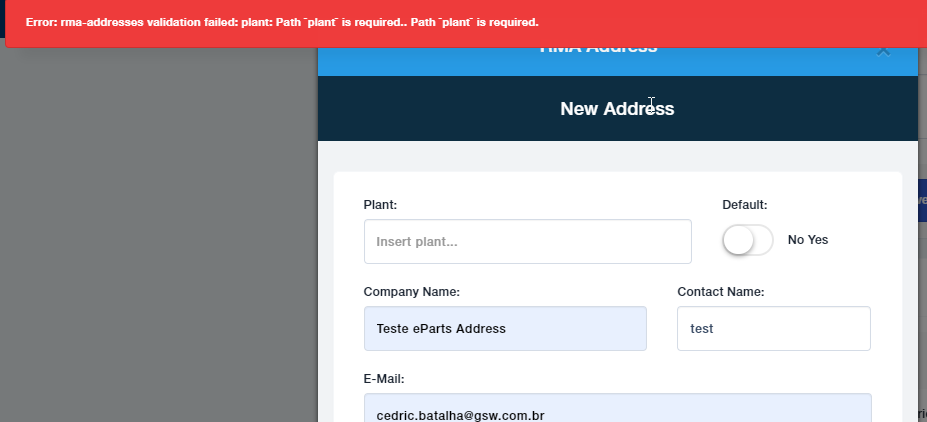 Error: rma-addresses validation failed: plant: Path `plant` is required.. Path `plant` is required.
RMA Address
New Address
Plant:
Default:
Insert plant...
No Yes
Company Name:
Contact Name:
Teste eParts Address
test
E-Mail:
cedric.batalha@gsw.com.br